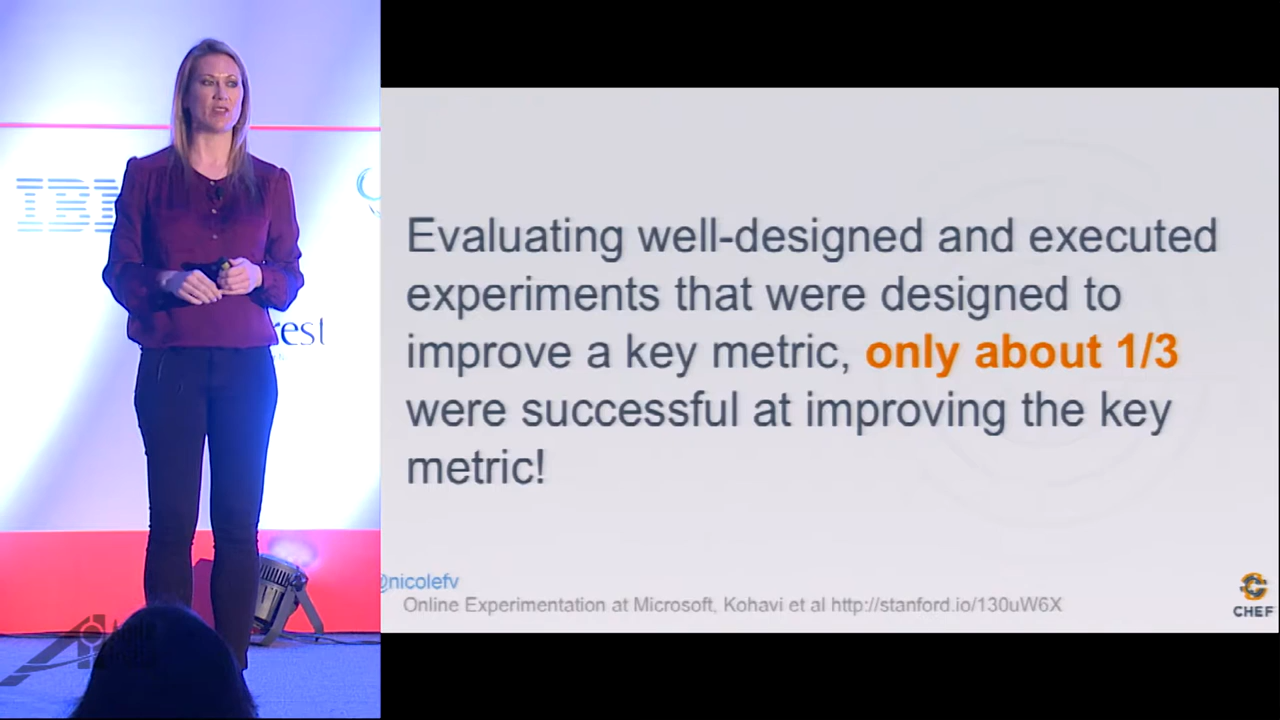 IBM
rest
Evaluating well-designed and executed
experiments that were designed to
improve a key metric, only about 1/3
were successful at improving the key
metric!
@nicolefv
Online Experimentation at Microsoft, Kohavi et al http://stanford.io/130uW6X
CHEF